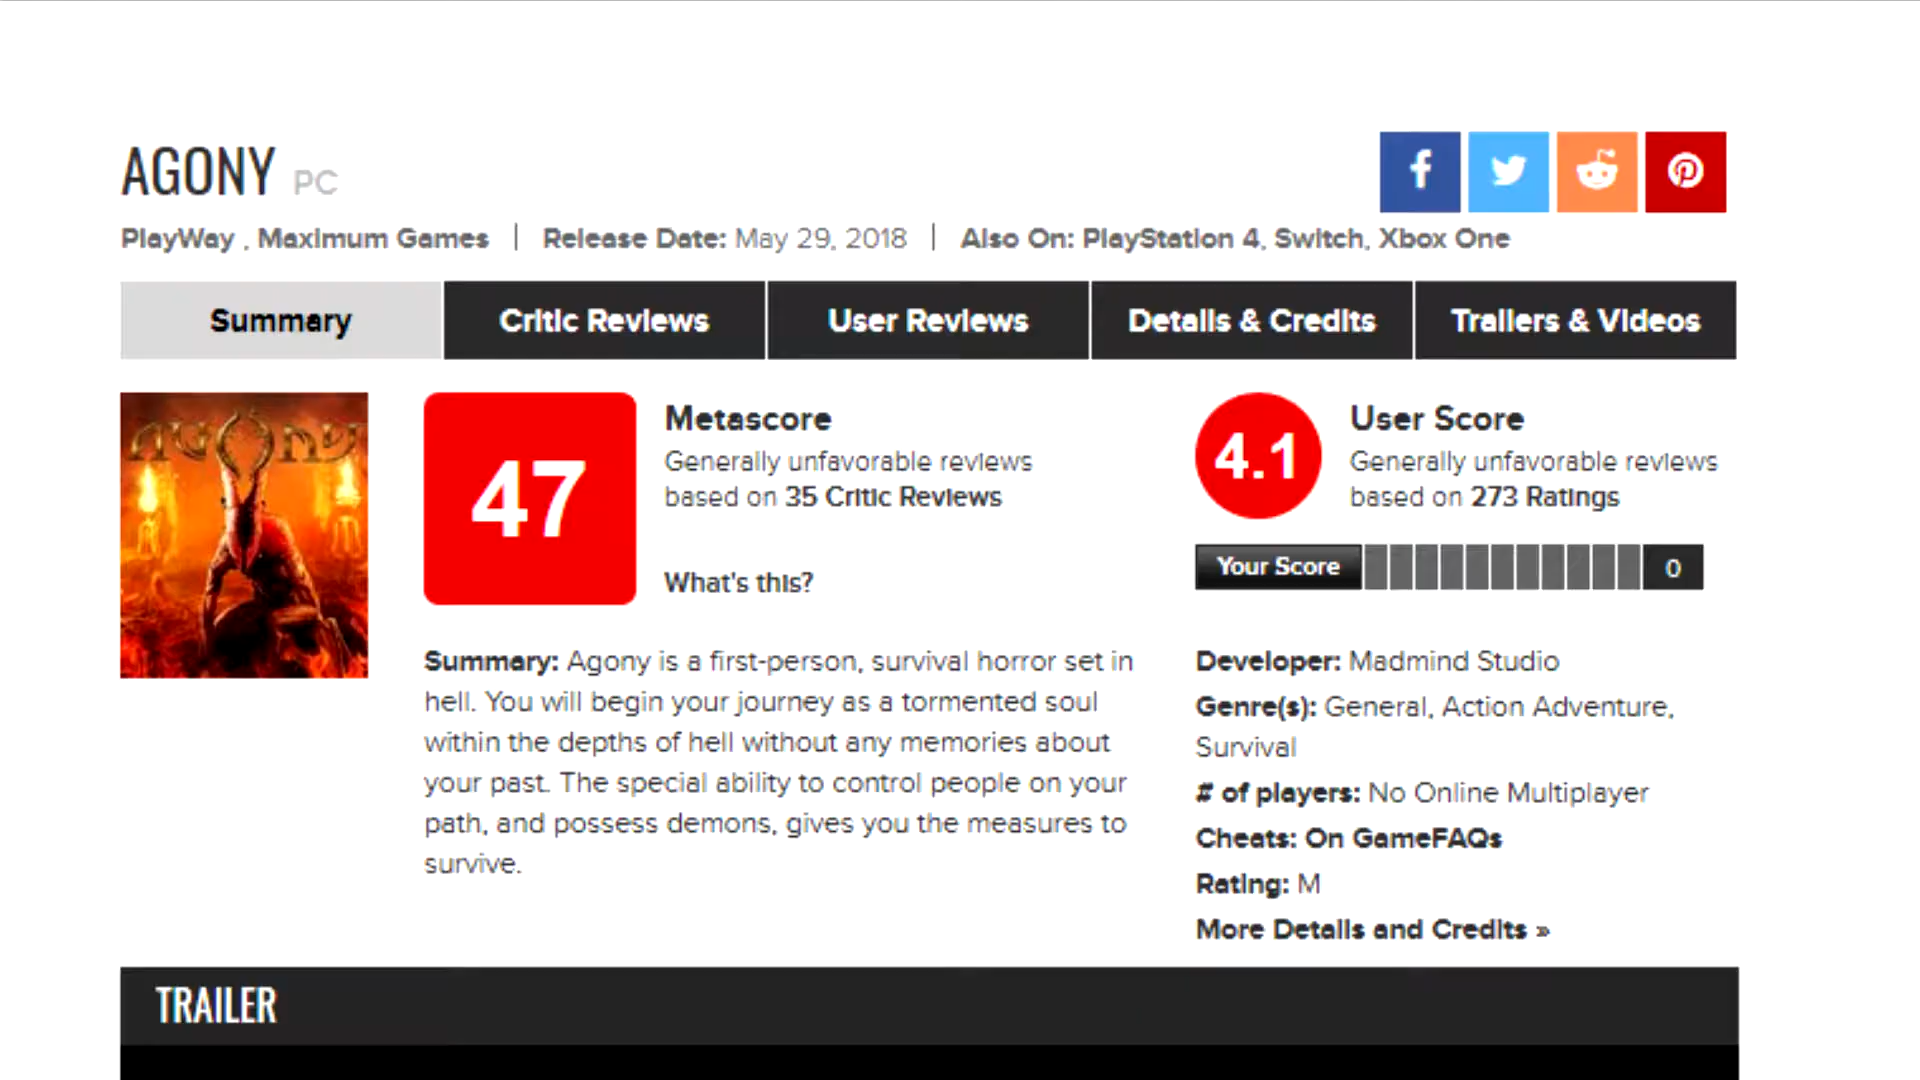 AGONY PC
PlayWay , Maximum Games | Release Date: May 29, 2018 | Also On: PlayStation 4, Switch, Xbox One
Summary
Critic Reviews
User Reviews
Details & Credits
Trailers & Videos
AGONY
47
Metascore
Generally unfavorable reviews
based on 35 Critic Reviews
What's this?
4.1
User Score
Generally unfavorable reviews
based on 273 Ratings
Your Score
0
Summary: Agony is a first-person, survival horror set in
hell. You will begin your journey as a tormented soul
within the depths of hell without any memories about
your past. The special ability to control people on your
path, and possess demons, gives you the measures to
survive.
Developer: Madmind Studio
Genre(s): General, Action Adventure,
Survival
# of players: No Online Multiplayer
Cheats: On GameFAQs
Rating: M
More Details and Credits »
TRAILER